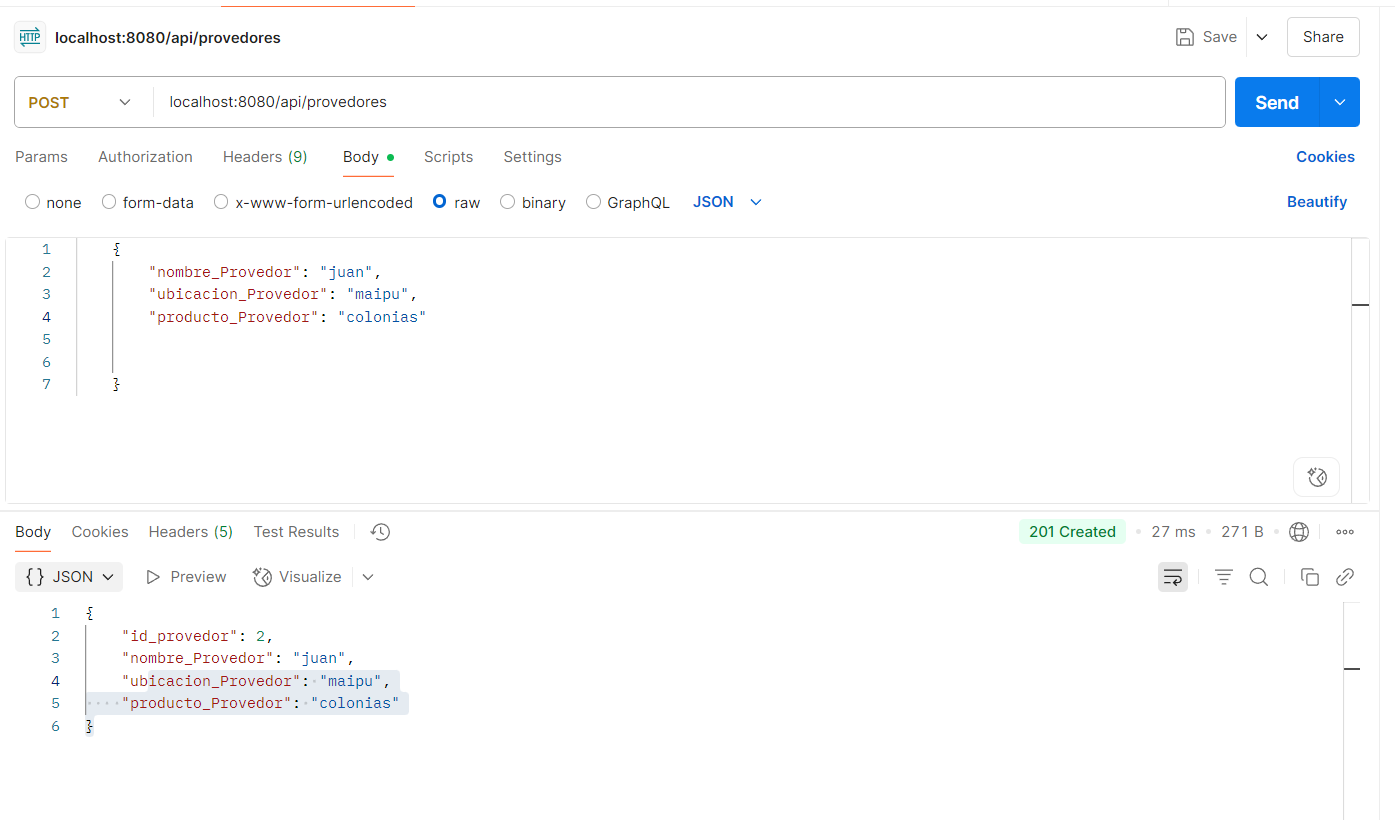 HTTP localhost:8080/api/provedores Save Share
POST localhost:8080/api/provedores Send
Params Authorization Headers (9) Body Scripts Settings Cookies
none form-data x-www-form-urlencoded raw binary GraphQL JSON Beautify
1 {
2 "nombre_Provedor": "juan",
3 "ubicacion_Provedor": "maipu",
4 "producto_Provedor": "colonias"
5
6
7 }
Body Cookies Headers (5) Test Results 201 Created • 27 ms • 271 B •
{} JSON Preview Visualize
1 {
2 "id_provedor": 2,
3 "nombre_Provedor": "juan",
4 "ubicacion_Provedor": "maipu",
5 "producto_Provedor": "colonias"
6 }